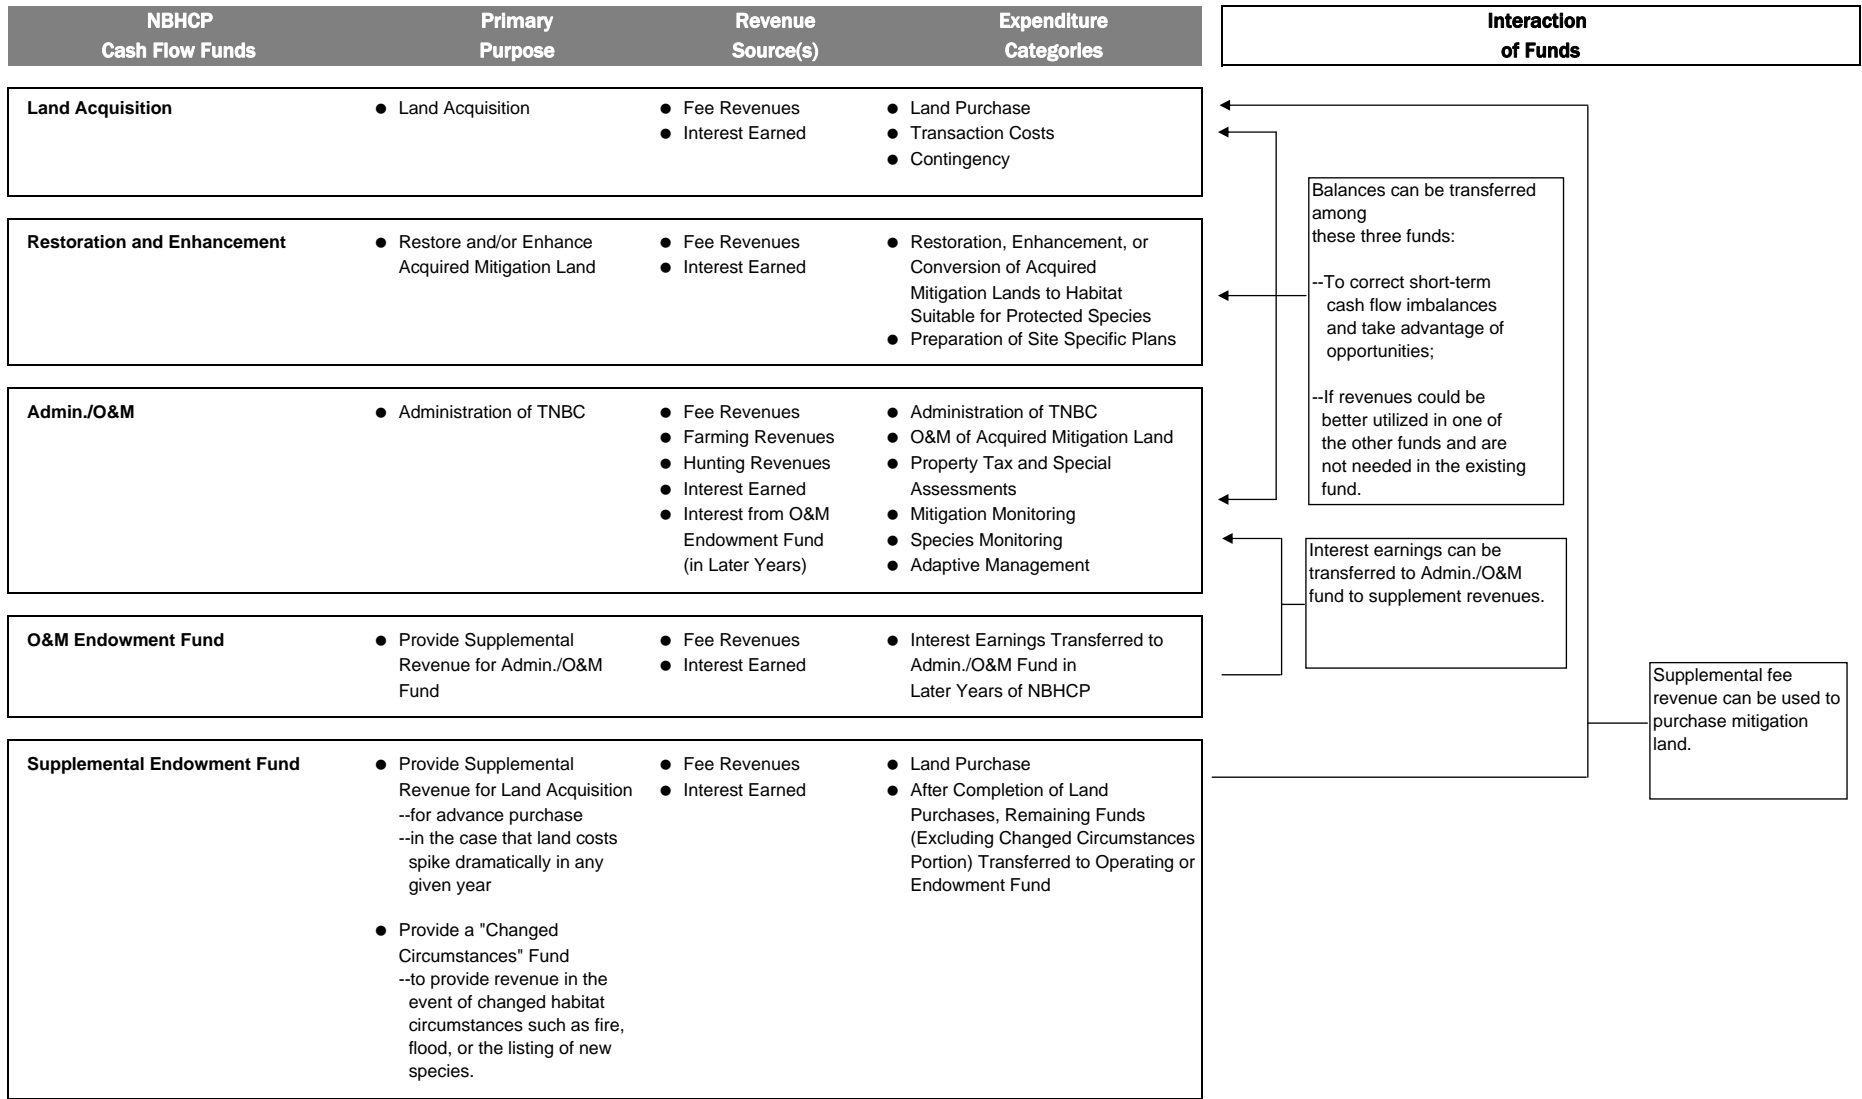 NBHCP
Cash Flow Funds
Primary
Purpose
Revenue
Source(s)
Expenditure
Categories
Interaction
of Funds
Land Acquisition
● Land Acquisition
● Fee Revenues
● Interest Earned
● Land Purchase
● Transaction Costs
● Contingency
Restoration and Enhancement
● Restore and/or Enhance
Acquired Mitigation Land
● Fee Revenues
● Interest Earned
● Restoration, Enhancement, or
Conversion of Acquired
Mitigation Lands to Habitat
Suitable for Protected Species
● Preparation of Site Specific Plans
Admin./O&M
● Administration of TNBC
● Fee Revenues
● Farming Revenues
● Hunting Revenues
● Interest Earned
● Interest from O&M
Endowment Fund
(in Later Years)
● Administration of TNBC
● O&M of Acquired Mitigation Land
● Property Tax and Special
Assessments
● Mitigation Monitoring
● Species Monitoring
● Adaptive Management
O&M Endowment Fund
● Provide Supplemental
Revenue for Admin./O&M
Fund
● Fee Revenues
● Interest Earned
● Interest Earnings Transferred to
Admin./O&M Fund in
Later Years of NBHCP
Supplemental Endowment Fund
● Provide Supplemental
Revenue for Land Acquisition
--for advance purchase
--in the case that land costs
spike dramatically in any
given year
● Provide a "Changed
Circumstances" Fund
--to provide revenue in the
event of changed habitat
circumstances such as fire,
flood, or the listing of new
species.
● Fee Revenues
● Interest Earned
● Land Purchase
● After Completion of Land
Purchases, Remaining Funds
(Excluding Changed Circumstances
Portion) Transferred to Operating or
Endowment Fund
Balances can be transferred
among
these three funds:
--To correct short-term
cash flow imbalances
and take advantage of
opportunities;
--If revenues could be
better utilized in one of
the other funds and are
not needed in the existing
fund.
Interest earnings can be
transferred to Admin./O&M
fund to supplement revenues.
Supplemental fee
revenue can be used to
purchase mitigation
land.